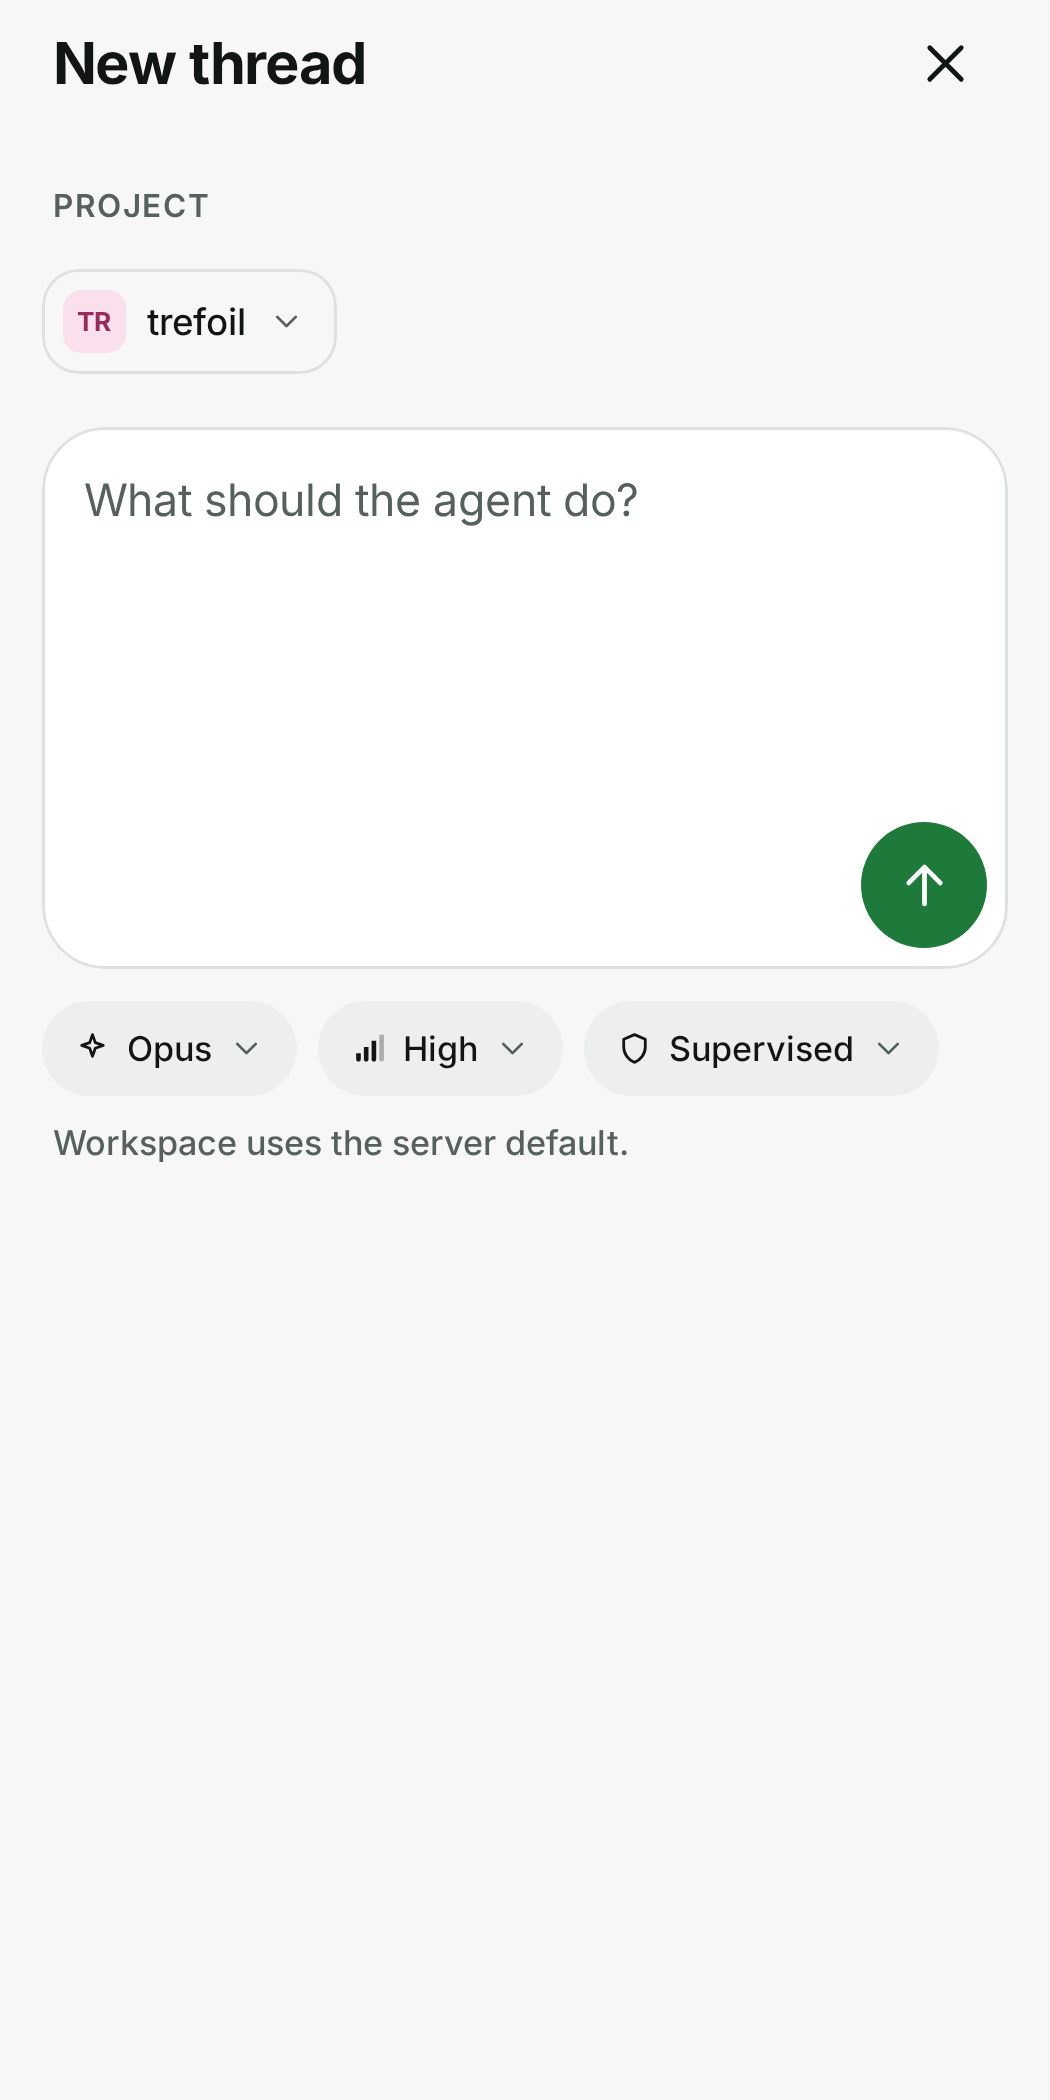 New thread
PROJECT
TR trefoil
What should the agent do?
Opus High Supervised
Workspace uses the server default.